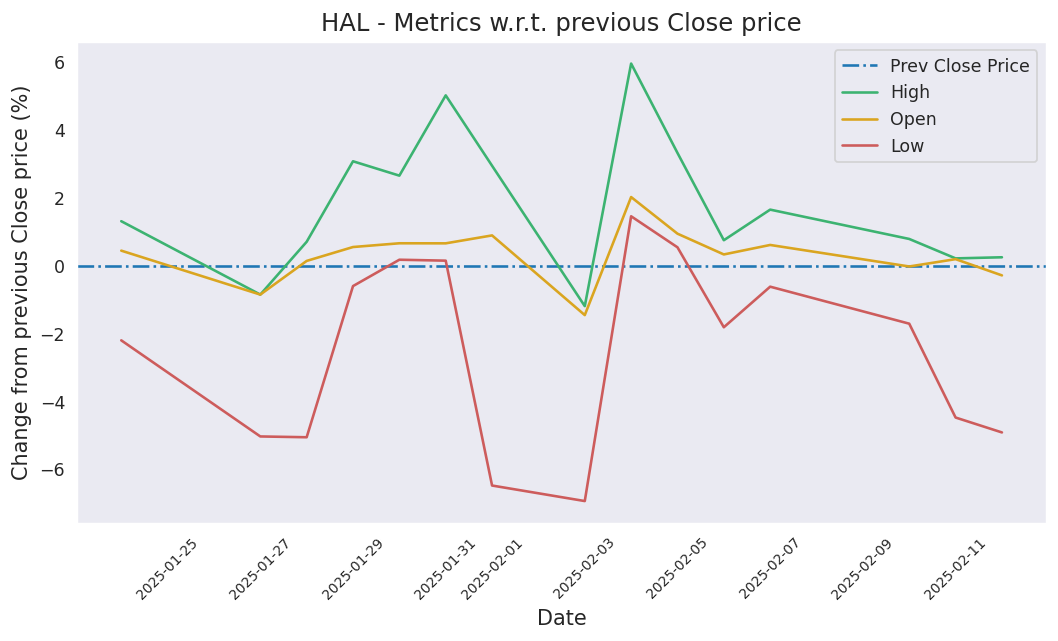 HAL - Metrics w.r.t. previous Close price
Prev Close Price
High
Open
Low
Change from previous Close price (%)
6
4
2
0
−2
−4
−6
2025-01-25
2025-01-27
2025-01-29
2025-01-31
2025-02-01
2025-02-03
2025-02-05
2025-02-07
2025-02-09
2025-02-11
Date